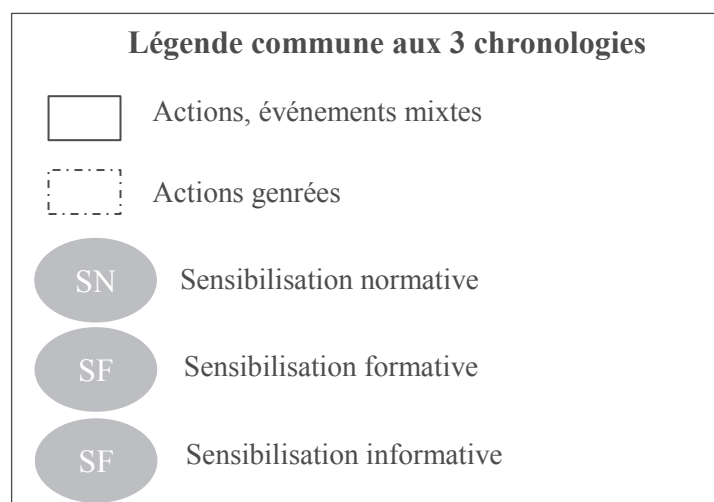 Légende commune aux 3 chronologies
Actions, événements mixtes
Actions genrées
SN Sensibilisation normative
SF Sensibilisation formative
SF Sensibilisation informative